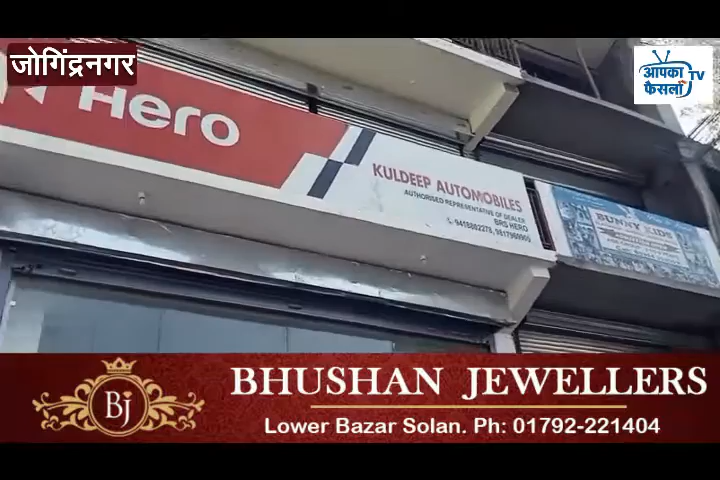 जोगिंद्रनगर
आपका
फैसला TV
Hero
KULDEEP AUTOMOBILES
AUTHORISED REPRESENTATIVE OF DEALER
BRS HERO
BUNNY KIDS
Bj
BHUSHAN JEWELLERS
Lower Bazar Solan. Ph: 01792-221404